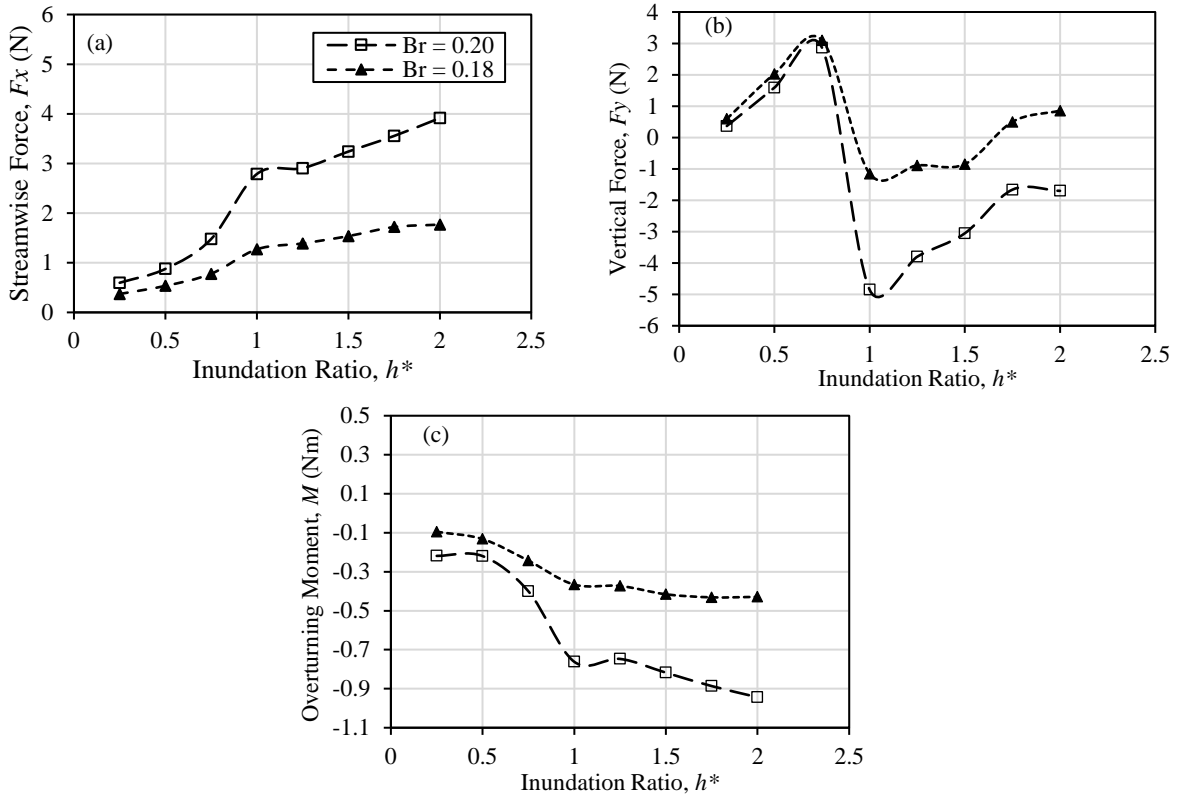 (a)
Br = 0.20
Br = 0.18
Streamwise Force, Fx (N)
6
5
4
3
2
1
0
0 0.5 1 1.5 2 2.5
Inundation Ratio, h*
(b)
Vertical Force, Fy (N)
4
3
2
1
0
-1
-2
-3
-4
-5
-6
0 0.5 1 1.5 2 2.5
Inundation Ratio, h*
(c)
Overturning Moment, M (Nm)
0.5
0.3
0.1
-0.1
-0.3
-0.5
-0.7
-0.9
-1.1
0 0.5 1 1.5 2 2.5
Inundation Ratio, h*